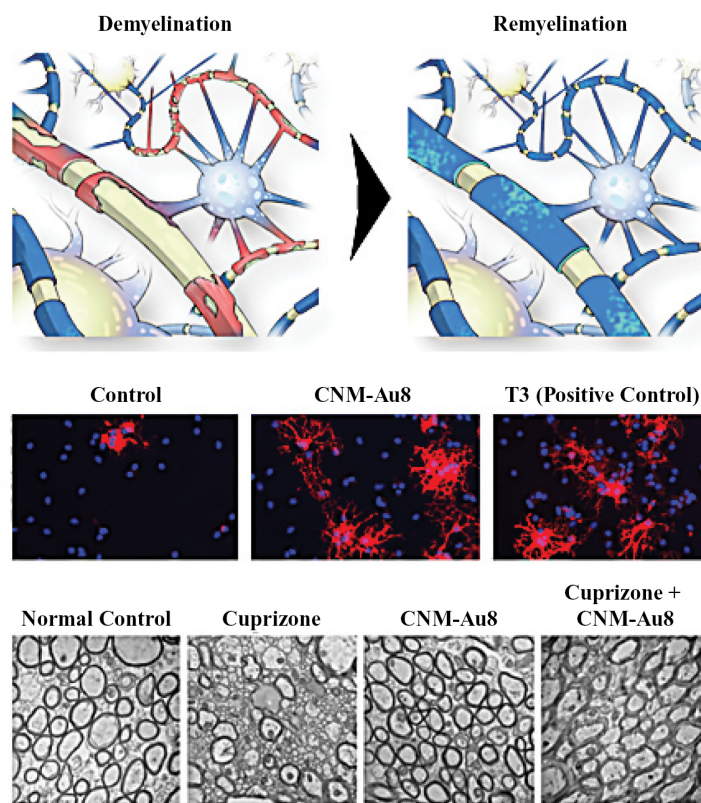 Demyelination
Remyelination
Control
CNM-Au8
T3 (Positive Control)
Normal Control
Cuprizone
CNM-Au8
Cuprizone +
CNM-Au8